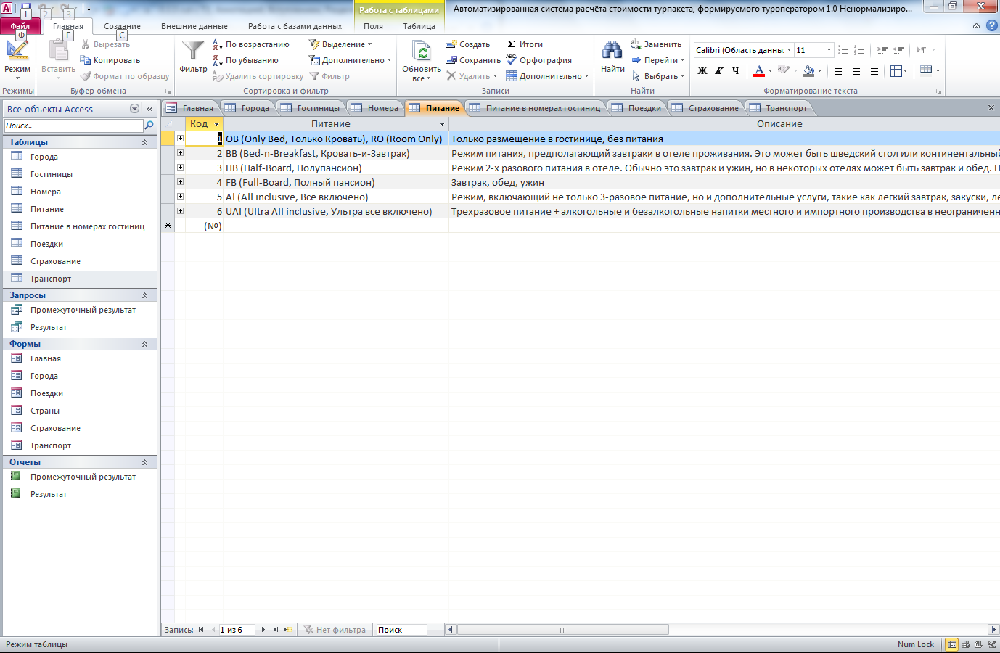 Работа с таблицами
Автоматизированная система расчёта стоимости турпакета, формируемого туроператором 1.0 Ненормализиро...
1 2 3
Файл Главная Создание Внешние данные Работа с базами данных Поля Таблица
Ф Г С
Режим
Режимы
Вставить
Вырезать
Копировать
Формат по образцу
Буфер обмена
Фильтр
По возрастанию
По убыванию
Удалить сортировку
Выделение
Дополнительно
Фильтр
Сортировка и фильтр
Обновить
все
Создать
Сохранить
Удалить
Итоги
Орфография
Дополнительно
Записи
Найти
Заменить
Перейти
Выбрать
Найти
Calibri (Область данны: 11
Ж К Ч
Форматирование текста
Все объекты Access
Поиск...
Таблицы
Города
Гостиницы
Номера
Питание
Питание в номерах гостиниц
Поездки
Страхование
Транспорт
Запросы
Промежуточный результат
Результат
Формы
Главная
Города
Поездки
Страны
Страхование
Транспорт
Отчеты
Промежуточный результат
Результат
Главная Города Гостиницы Номера Питание Питание в номерах гостиниц Поездки Страхование Транспорт
Код Питание Описание
1 OB (Only Bed, Только Кровать), RO (Room Only) Только размещение в гостинице, без питания
2 BB (Bed-n-Breakfast, Кровать-и-Завтрак) Режим питания, предполагающий завтраки в отеле проживания. Это может быть шведский стол или континентальный
3 HB (Half-Board, Полупансион) Режим 2-х разового питания в отеле. Обычно это завтрак и ужин, но в некоторых отелях может быть завтрак и обед. Н
4 FB (Full-Board, Полный пансион) Завтрак, обед, ужин
5 Al (All inclusive, Все включено) Режим, включающий не только 3-разовое питание, но и дополнительные услуги, такие как легкий завтрак, закуски, ле
6 UAI (Ultra All inclusive, Ультра все включено) Трехразовое питание + алкогольные и безалкогольные напитки местного и импортного производства в неограниченн
(№)
Запись: 1 из 6 Нет фильтра Поиск
Режим таблицы Num Lock